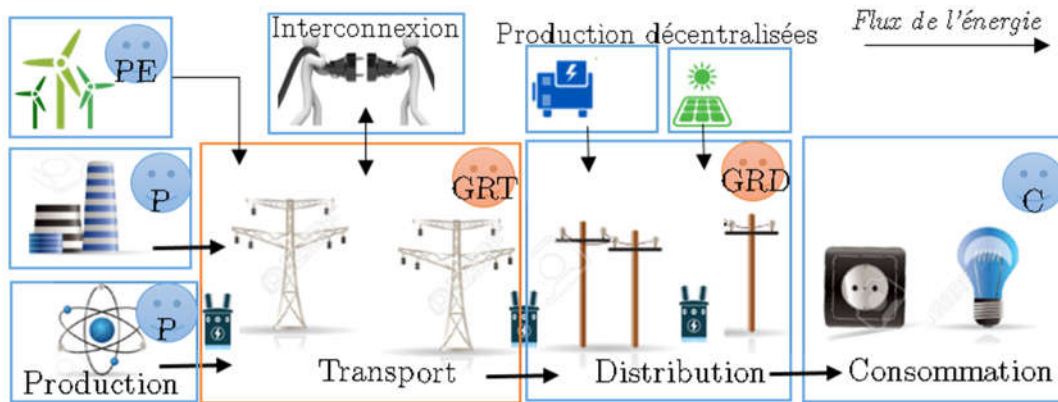 Interconnexion
Production décentralisées
Flux de l'énergie
PE
P
GRT
GRD
C
P
Production
Transport
Distribution
Consommation